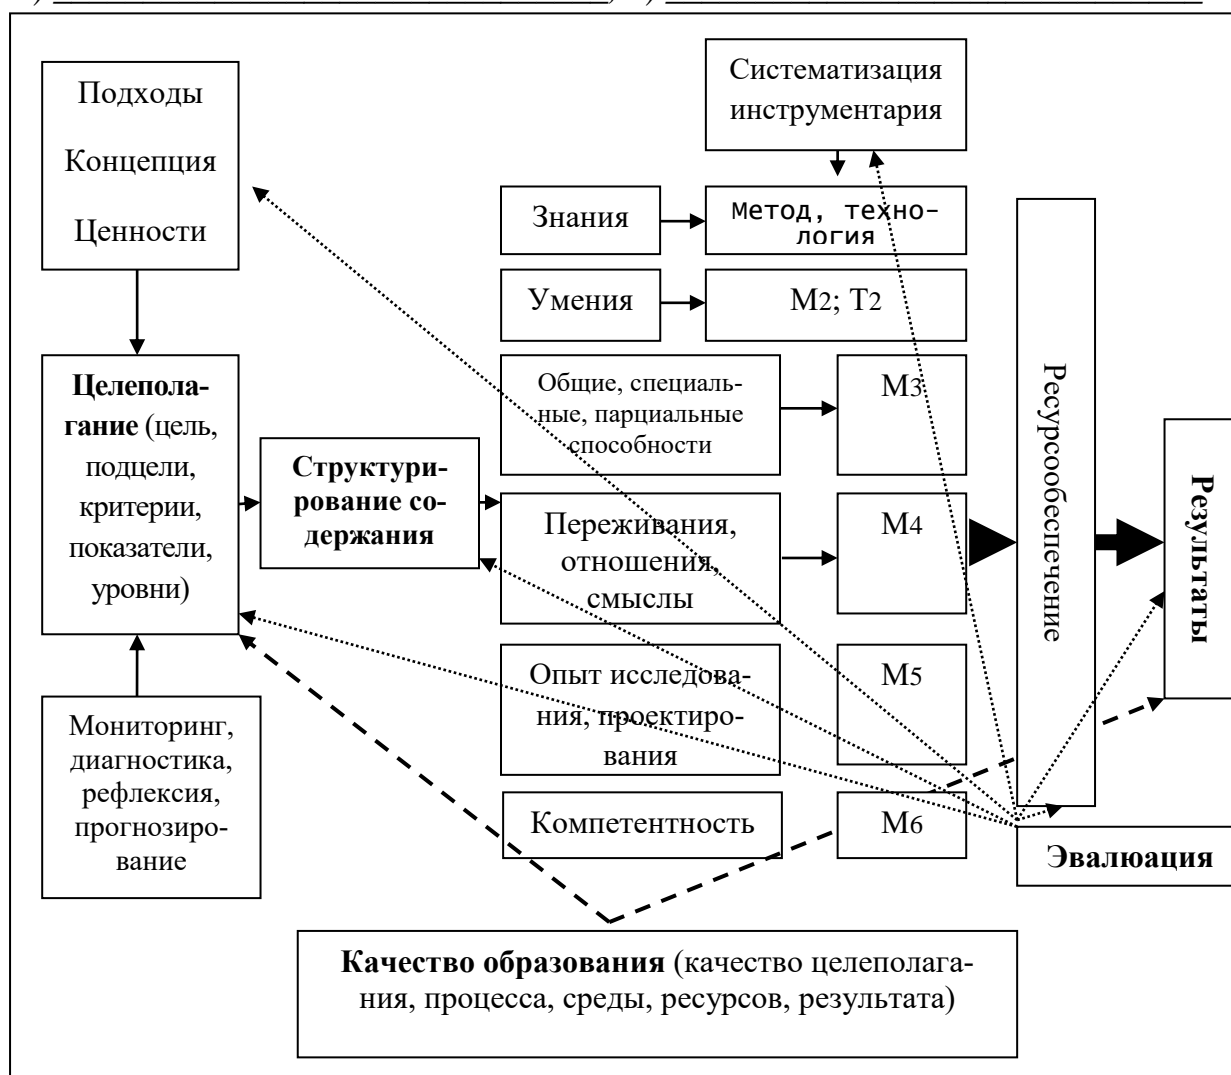 Подходы
Концепция
Ценности
Систематизация
инструментария
Знания
Метод, техно-
логия
Умения
М2; Т2
Целепола-
гание (цель,
подцели,
критерии,
показатели,
уровни)
Структури-
рование со-
держания
Общие, специаль-
ные, парциальные
способности
М3
Переживания,
отношения,
смыслы
М4
Опыт исследова-
ния, проектиро-
вания
М5
Компетентность
М6
Ресурсообеспечение
Результаты
Мониторинг,
диагностика,
рефлексия,
прогнозиро-
вание
Эвалюация
Качество образования (качество целеполага-
ния, процесса, среды, ресурсов, результата)